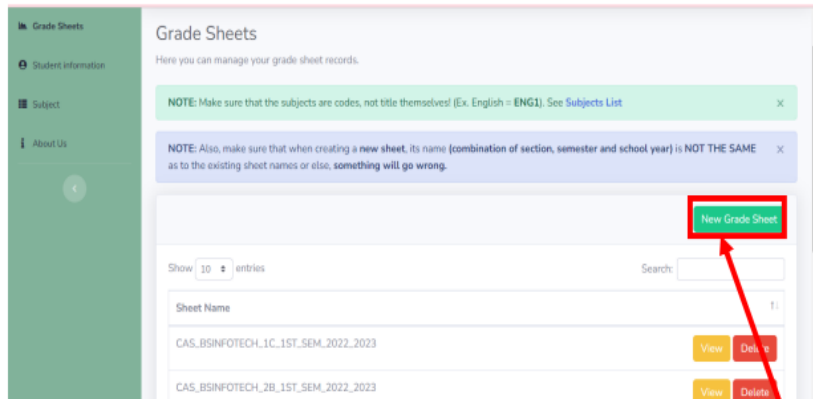 Grade Sheets
Student information
Subject
About Us
Grade Sheets
Here you can manage your grade sheet records.
NOTE: Make sure that the subjects are codes, not title themselves! (Ex. English = ENG1). See Subjects List
NOTE: Also, make sure that when creating a new sheet, its name (combination of section, semester and school year) is NOT THE SAME
as to the existing sheet names or else, something will go wrong.
New Grade Sheet
Show 10 entries
Search:
Sheet Name
CAS_BSINFOTECH_1C_1ST_SEM_2022_2023
View Delete
CAS_BSINFOTECH_2B_1ST_SEM_2022_2023
View Delete